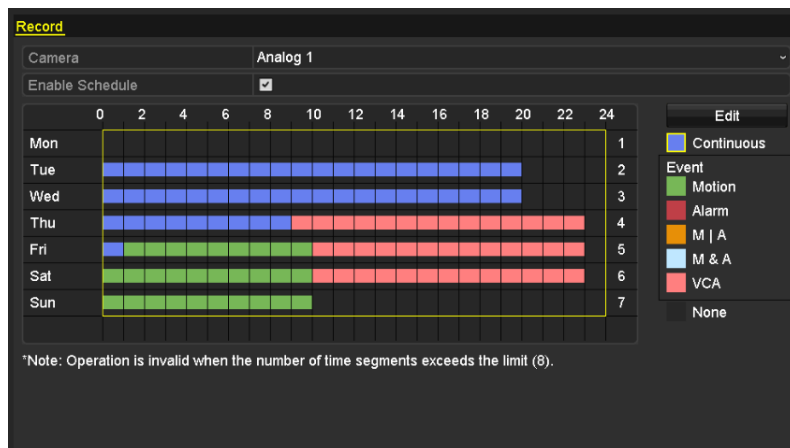 Record
Camera Analog 1
Enable Schedule
0 2 4 6 8 10 12 14 16 18 20 22 24
Edit
Mon 1
Continuous
Tue 2
Event
Motion
Wed 3
Alarm
Thu 4
M | A
Fri 5
M & A
Sat 6
VCA
Sun 7
None
*Note: Operation is invalid when the number of time segments exceeds the limit (8).